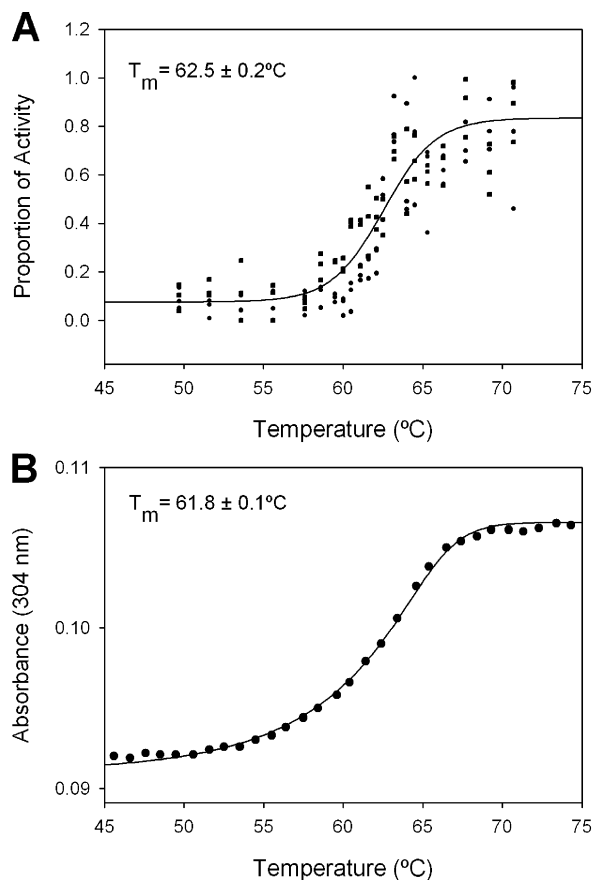 A
Tm = 62.5 ± 0.2ºC
Proportion of Activity
1.2
1.0
0.8
0.6
0.4
0.2
0.0
45 50 55 60 65 70 75
Temperature (ºC)
B
Tm = 61.8 ± 0.1ºC
Absorbance (304 nm)
0.11
0.10
0.09
45 50 55 60 65 70 75
Temperature (ºC)